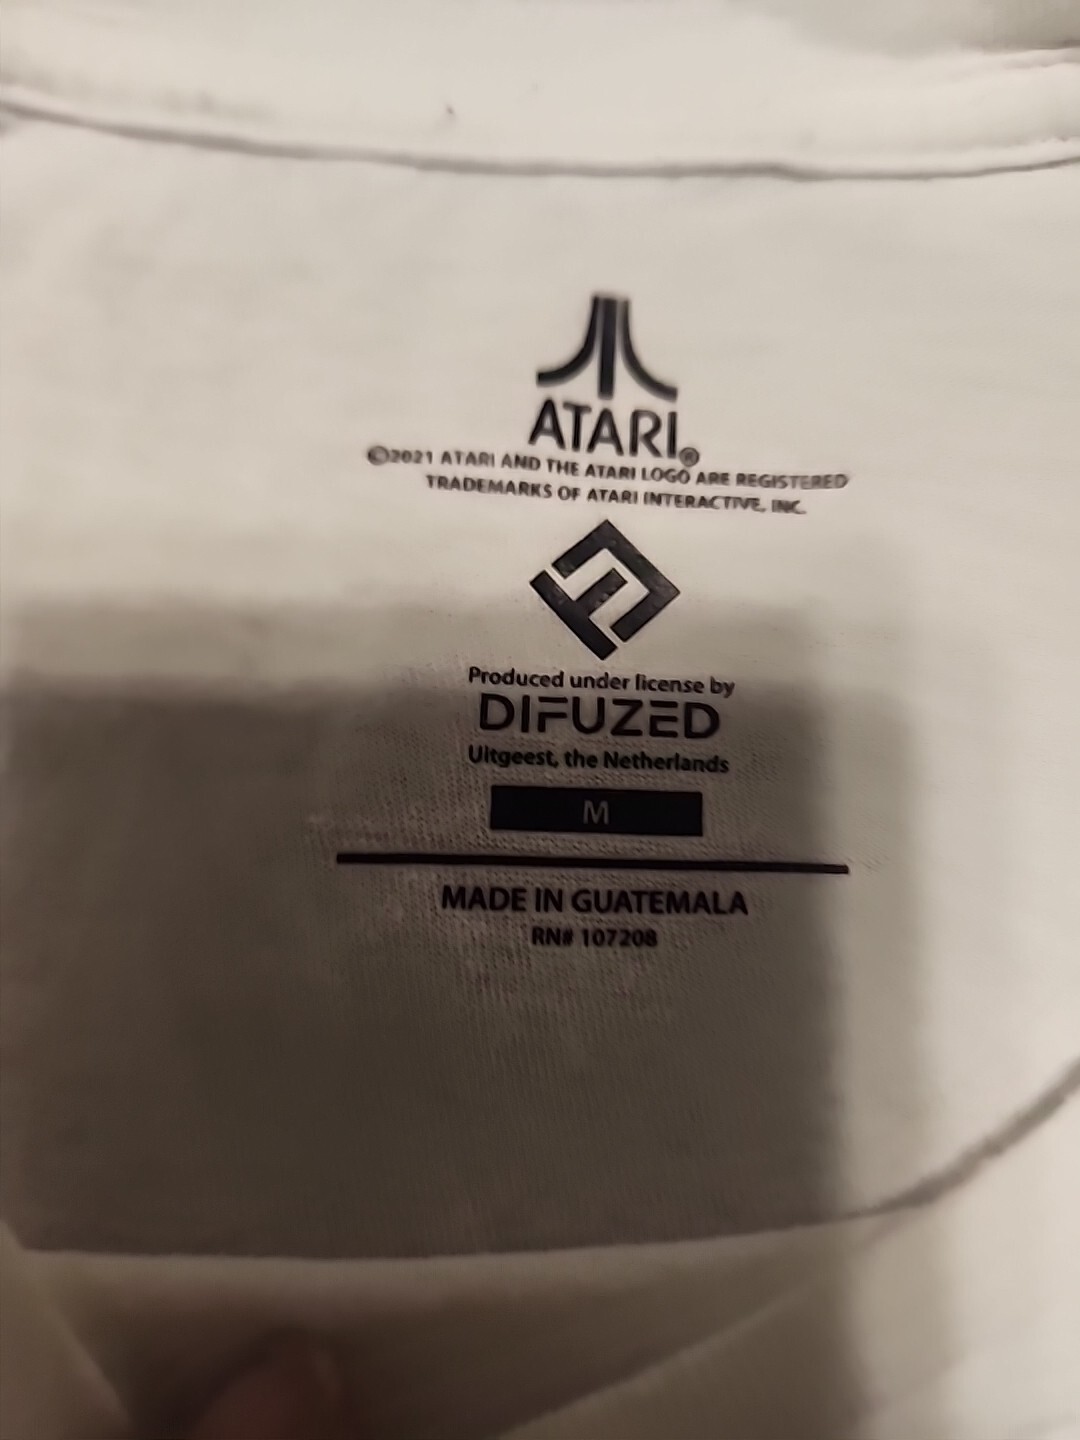 ATARI®
©2021 ATARI AND THE ATARI LOGO ARE REGISTERED
TRADEMARKS OF ATARI INTERACTIVE, INC.
Produced under license by
DIFUZED
Uitgeest, the Netherlands
M
MADE IN GUATEMALA
RN# 107208